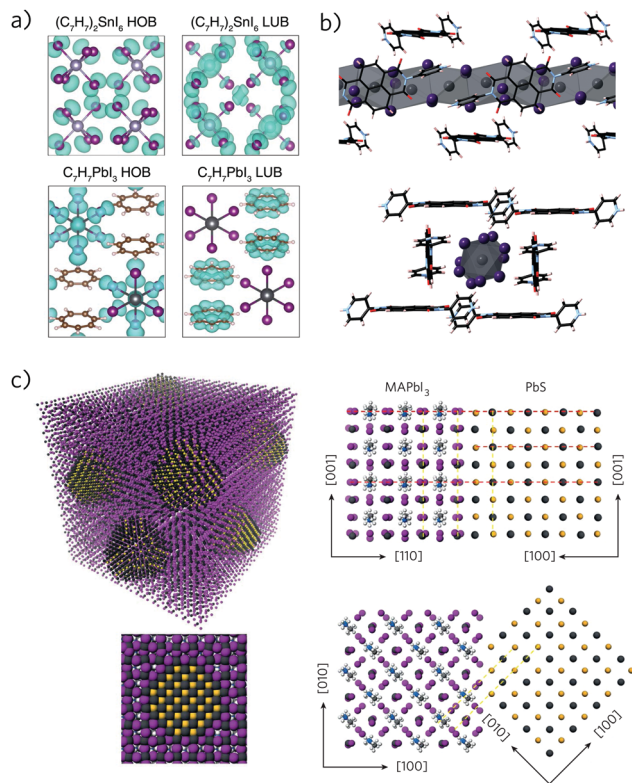 a)
(C₇H₇)₂SnI₆ HOB
(C₇H₇)₂SnI₆ LUB
C₇H₇PbI₃ HOB
C₇H₇PbI₃ LUB
b)
c)
MAPbI₃
PbS
[001]
[110]
[100]
[001]
[010]
[100]
[010]
[100]